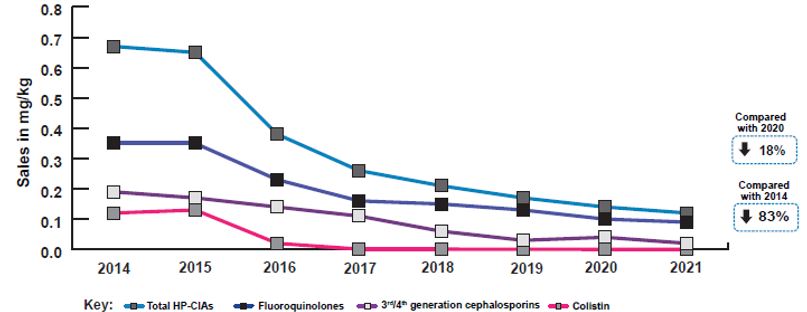 0.8
0.7
0.6
0.5
0.4
0.3
0.2
0.1
0.0
Sales in mg/kg
2014 2015 2016 2017 2018 2019 2020 2021
Compared
with 2020
18%
Compared
with 2014
83%
Key: Total HP-CIAs Fluoroquinolones 3rd/4th generation cephalosporins Colistin